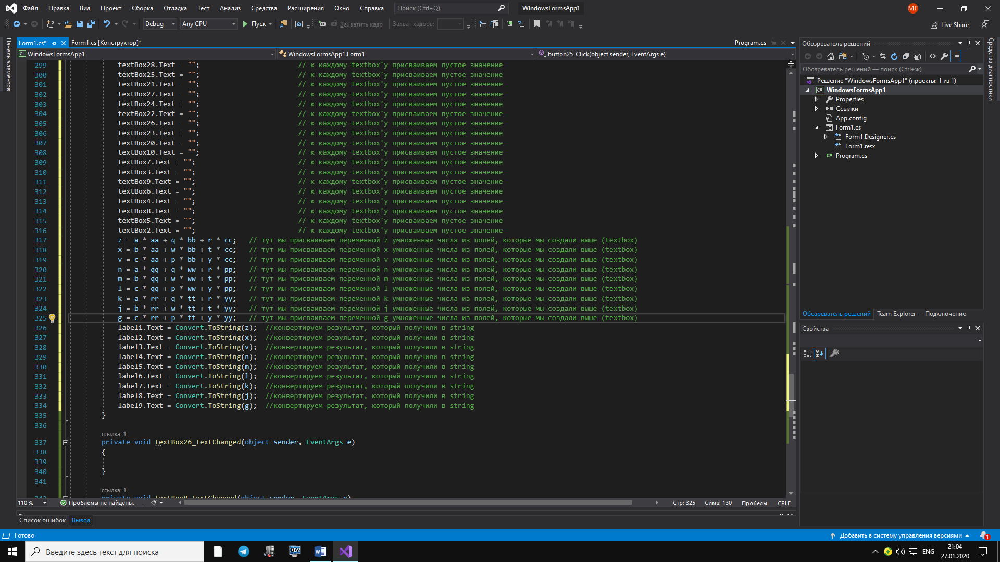 Файл Правка Вид Проект Сборка Отладка Тест Анализ Средства Расширения Окно Справка Поиск (Ctrl+Q) WindowsFormsApp1 МГ
Debug Any CPU Пуск Захватить кадр Захват кадров: Live Share
Панель элементов
Form1.cs* Form1.cs [Конструктор]* Program.cs
WindowsFormsApp1 WindowsFormsApp1.Form1 button25_Click(object sender, EventArgs e)
299 textBox28.Text = ""; // к каждому textbox'у присваиваем пустое значение
300 textBox25.Text = ""; // к каждому textbox'у присваиваем пустое значение
301 textBox21.Text = ""; // к каждому textbox'у присваиваем пустое значение
302 textBox27.Text = ""; // к каждому textbox'у присваиваем пустое значение
303 textBox24.Text = ""; // к каждому textbox'у присваиваем пустое значение
304 textBox22.Text = ""; // к каждому textbox'у присваиваем пустое значение
305 textBox26.Text = ""; // к каждому textbox'у присваиваем пустое значение
306 textBox23.Text = ""; // к каждому textbox'у присваиваем пустое значение
307 textBox20.Text = ""; // к каждому textbox'у присваиваем пустое значение
308 textBox10.Text = ""; // к каждому textbox'у присваиваем пустое значение
309 textBox7.Text = ""; // к каждому textbox'у присваиваем пустое значение
310 textBox3.Text = ""; // к каждому textbox'у присваиваем пустое значение
311 textBox9.Text = ""; // к каждому textbox'у присваиваем пустое значение
312 textBox6.Text = ""; // к каждому textbox'у присваиваем пустое значение
313 textBox4.Text = ""; // к каждому textbox'у присваиваем пустое значение
314 textBox8.Text = ""; // к каждому textbox'у присваиваем пустое значение
315 textBox5.Text = ""; // к каждому textbox'у присваиваем пустое значение
316 textBox2.Text = ""; // к каждому textbox'у присваиваем пустое значение
317 z = a * aa + q * bb + r * cc; // тут мы присваиваем переменной z умноженные числа из полей, которые мы создали выше (textbox)
318 x = b * aa + w * bb + t * cc; // тут мы присваиваем переменной x умноженные числа из полей, которые мы создали выше (textbox)
319 v = c * aa + p * bb + y * cc; // тут мы присваиваем переменной v умноженные числа из полей, которые мы создали выше (textbox)
320 n = a * qq + q * ww + r * pp; // тут мы присваиваем переменной n умноженные числа из полей, которые мы создали выше (textbox)
321 m = b * qq + w * ww + t * pp; // тут мы присваиваем переменной m умноженные числа из полей, которые мы создали выше (textbox)
322 l = c * qq + p * ww + y * pp; // тут мы присваиваем переменной l умноженные числа из полей, которые мы создали выше (textbox)
323 k = a * rr + q * tt + r * yy; // тут мы присваиваем переменной k умноженные числа из полей, которые мы создали выше (textbox)
324 j = b * rr + w * tt + t * yy; // тут мы присваиваем переменной j умноженные числа из полей, которые мы создали выше (textbox)
325 g = c * rr + p * tt + y * yy; // тут мы присваиваем переменной g умноженные числа из полей, которые мы создали выше (textbox)
326 label1.Text = Convert.ToString(z); //конвертируем результат, который получили в string
327 label2.Text = Convert.ToString(x); //конвертируем результат, который получили в string
328 label3.Text = Convert.ToString(v); //конвертируем результат, который получили в string
329 label4.Text = Convert.ToString(n); //конвертируем результат, который получили в string
330 label5.Text = Convert.ToString(m); //конвертируем результат, который получили в string
331 label6.Text = Convert.ToString(l); //конвертируем результат, который получили в string
332 label7.Text = Convert.ToString(k); //конвертируем результат, который получили в string
333 label8.Text = Convert.ToString(j); //конвертируем результат, который получили в string
334 label9.Text = Convert.ToString(g); //конвертируем результат, который получили в string
335 }
336
ссылка: 1
337 private void textBox26_TextChanged(object sender, EventArgs e)
338 {
339
340 }
341
ссылка: 1
342 private void textBox8_TextChanged(object sender, EventArgs e)
110 % Проблемы не найдены. Стр: 325 Симв: 130 Пробелы CRLF
Список ошибок Вывод
Обозреватель решений
Обозреватель решений — поиск (Ctrl+ж)
Решение "WindowsFormsApp1" (проекты: 1 из 1)
WindowsFormsApp1
Properties
Ссылки
App.config
Form1.cs
Form1.Designer.cs
Form1.resx
Program.cs
Обозреватель решений Team Explorer — Подключение
Свойства
Средства диагностики
Готово Добавить в систему управления версиями 1
Введите здесь текст для поиска ENG 21:04
27.01.2020